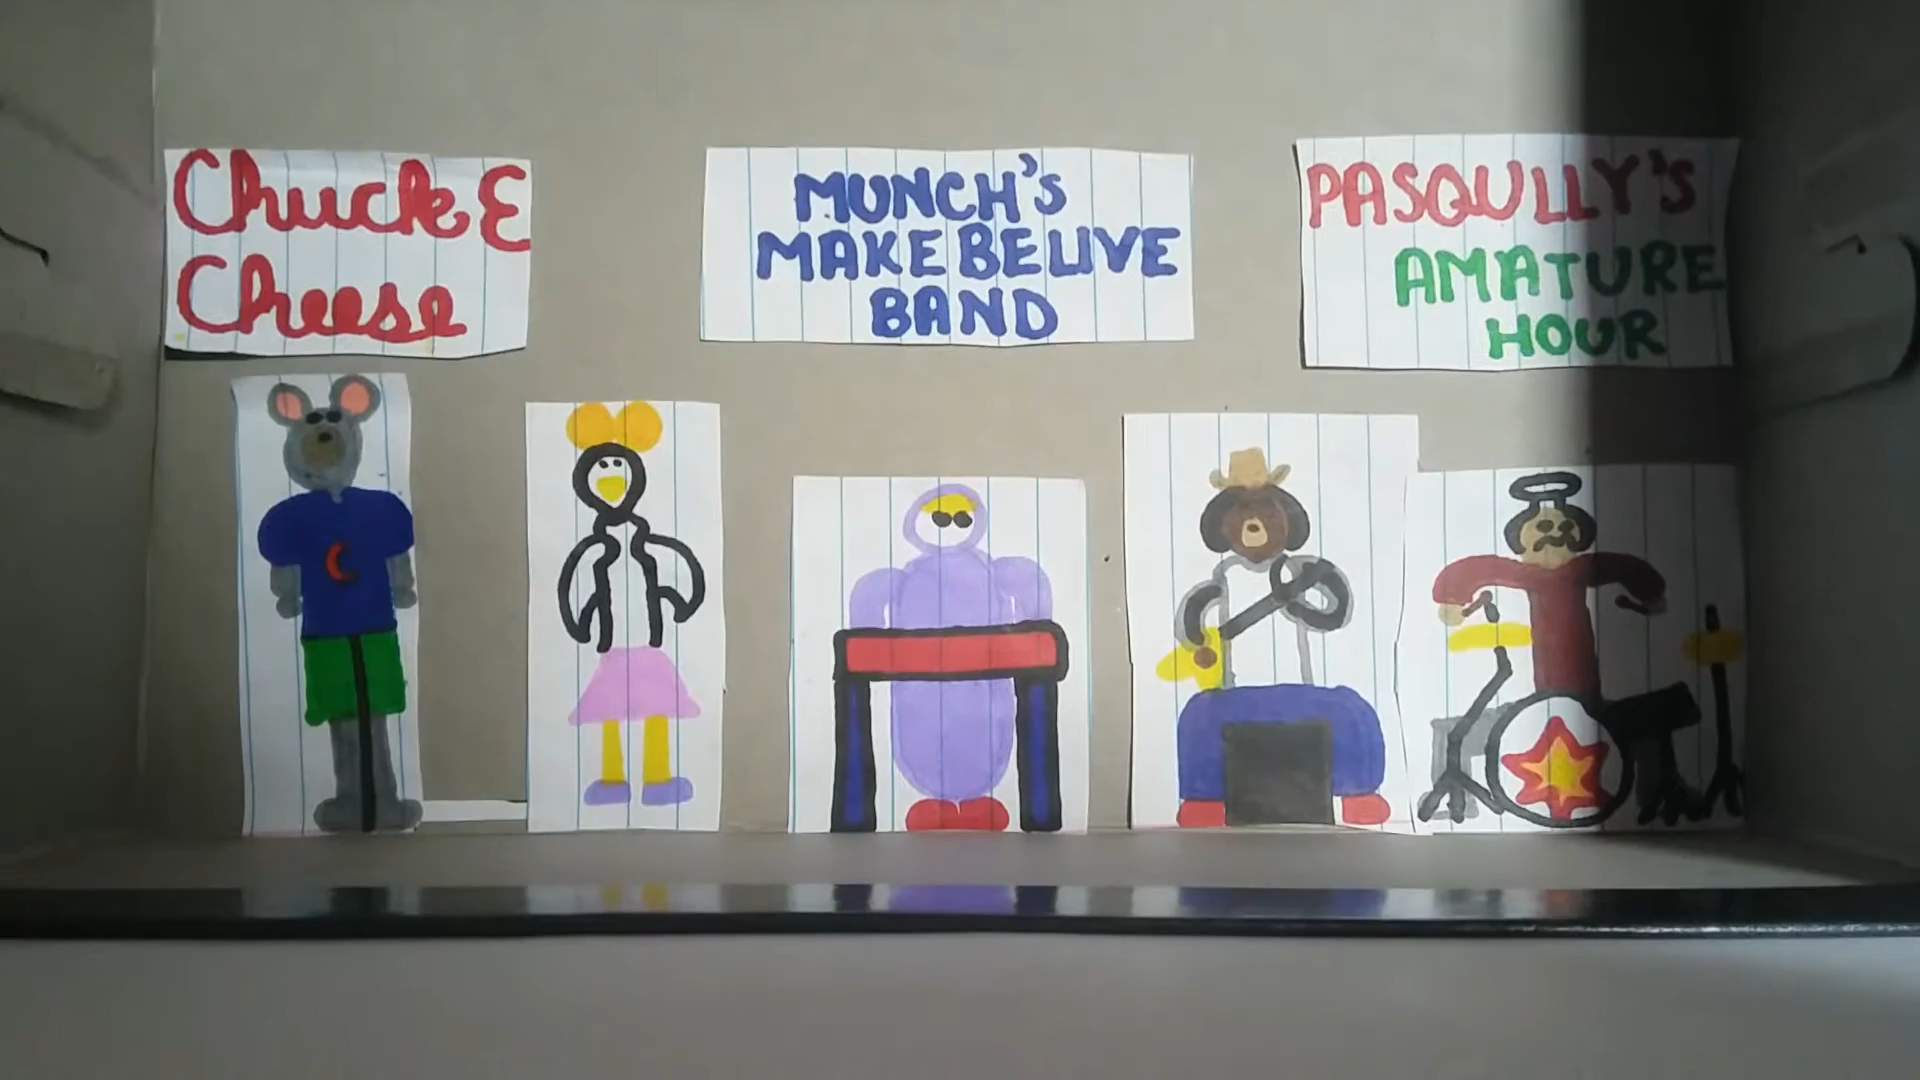 Chuck E
Cheese
MUNCH'S
MAKE BELIVE
BAND
PASQULLY'S
AMATURE
HOUR
C